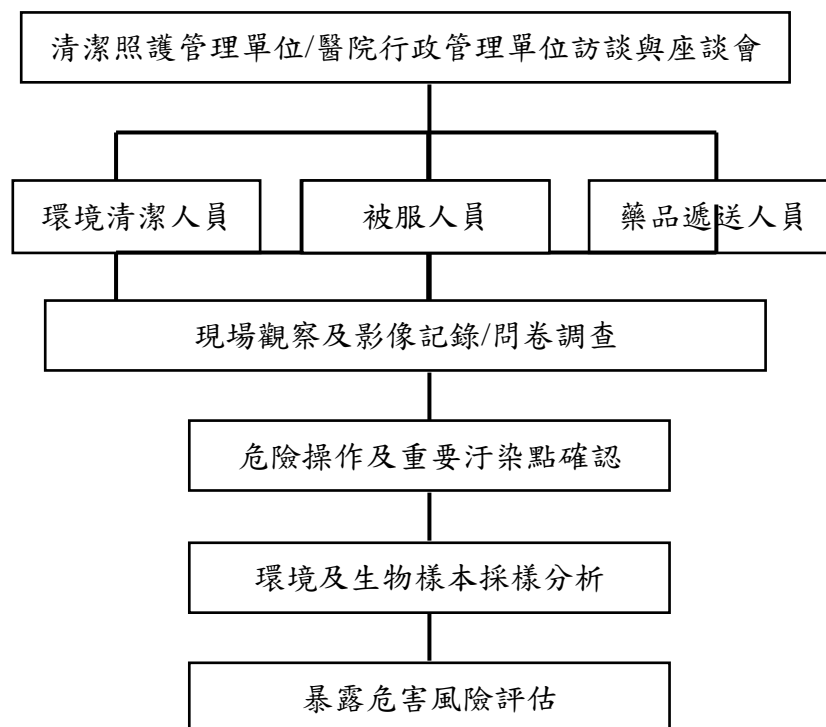 清潔照護管理單位/醫院行政管理單位訪談與座談會
環境清潔人員
被服人員
藥品遞送人員
現場觀察及影像記錄/問卷調查
危險操作及重要汙染點確認
環境及生物樣本採樣分析
暴露危害風險評估